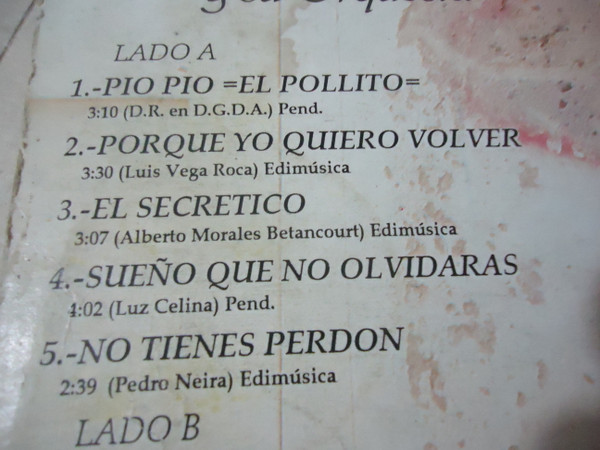 LADO A
1.-PIO PIO =EL POLLITO=
3:10 (D.R. en D.G.D.A.) Pend.
2.-PORQUE YO QUIERO VOLVER
3:30 (Luis Vega Roca) Edimúsica
3.-EL SECRETICO
3:07 (Alberto Morales Betancourt) Edimúsica
4.-SUEÑO QUE NO OLVIDARAS
4:02 (Luz Celina) Pend.
5.-NO TIENES PERDON
2:39 (Pedro Neira) Edimúsica
LADO B